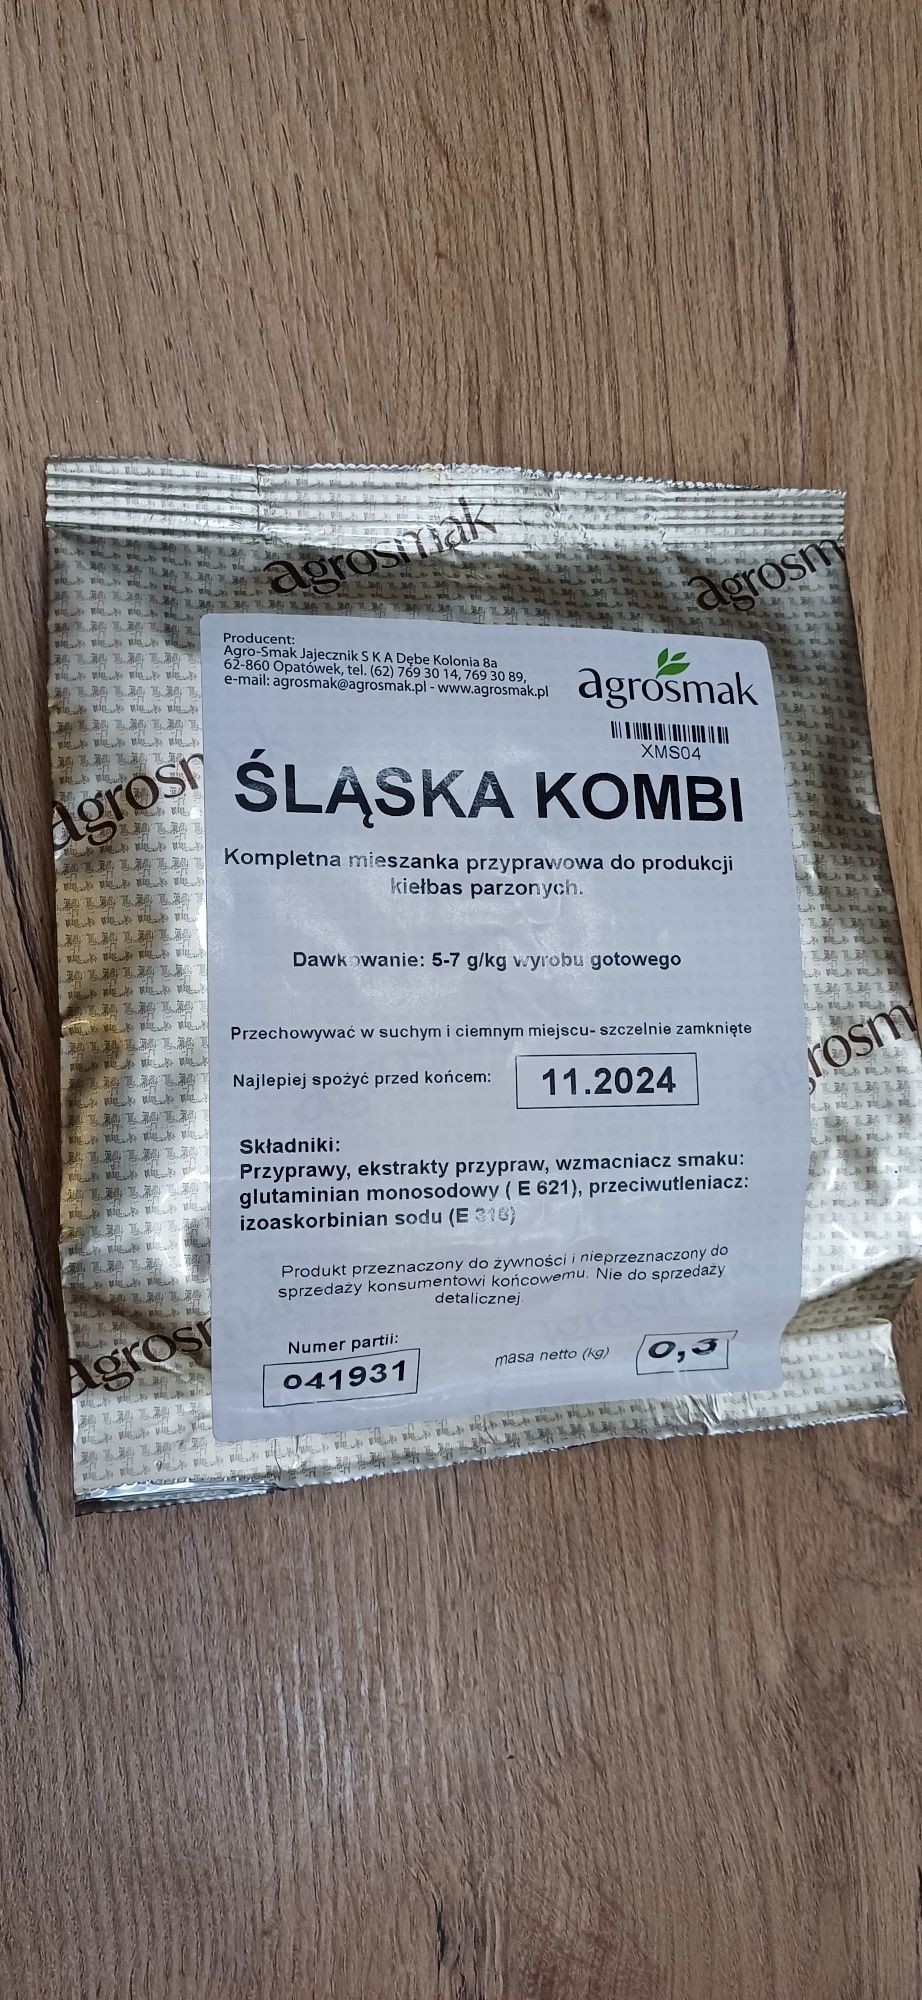 agrosmak
agrosm
Producent:
Agro-Smak Jajecznik S K A Dębe Kolonia 8a
62-860 Opatówek, tel. (62) 769 30 14, 769 30 89,
e-mail: agrosmak@agrosmak.pl - www.agrosmak.pl
agrosmak
XMS04
agrosm
ŚLĄSKA KOMBI
Kompletna mieszanka przyprawowa do produkcji
kiełbas parzonych.
Dawkowanie: 5-7 g/kg wyrobu gotowego
Przechowywać w suchym i ciemnym miejscu- szczelnie zamknięte
rosm
Najlepiej spożyć przed końcem: 11.2024
Składniki:
Przyprawy, ekstrakty przypraw, wzmacniacz smaku:
glutaminian monosodowy ( E 621), przeciwutleniacz:
izoaskorbinian sodu (E 316)
Produkt przeznaczony do żywności i nieprzeznaczony do
sprzedaży konsumentowi końcowemu. Nie do sprzedaży
detalicznej.
agrosma
Numer partii:
041931
masa netto (kg) 0,3